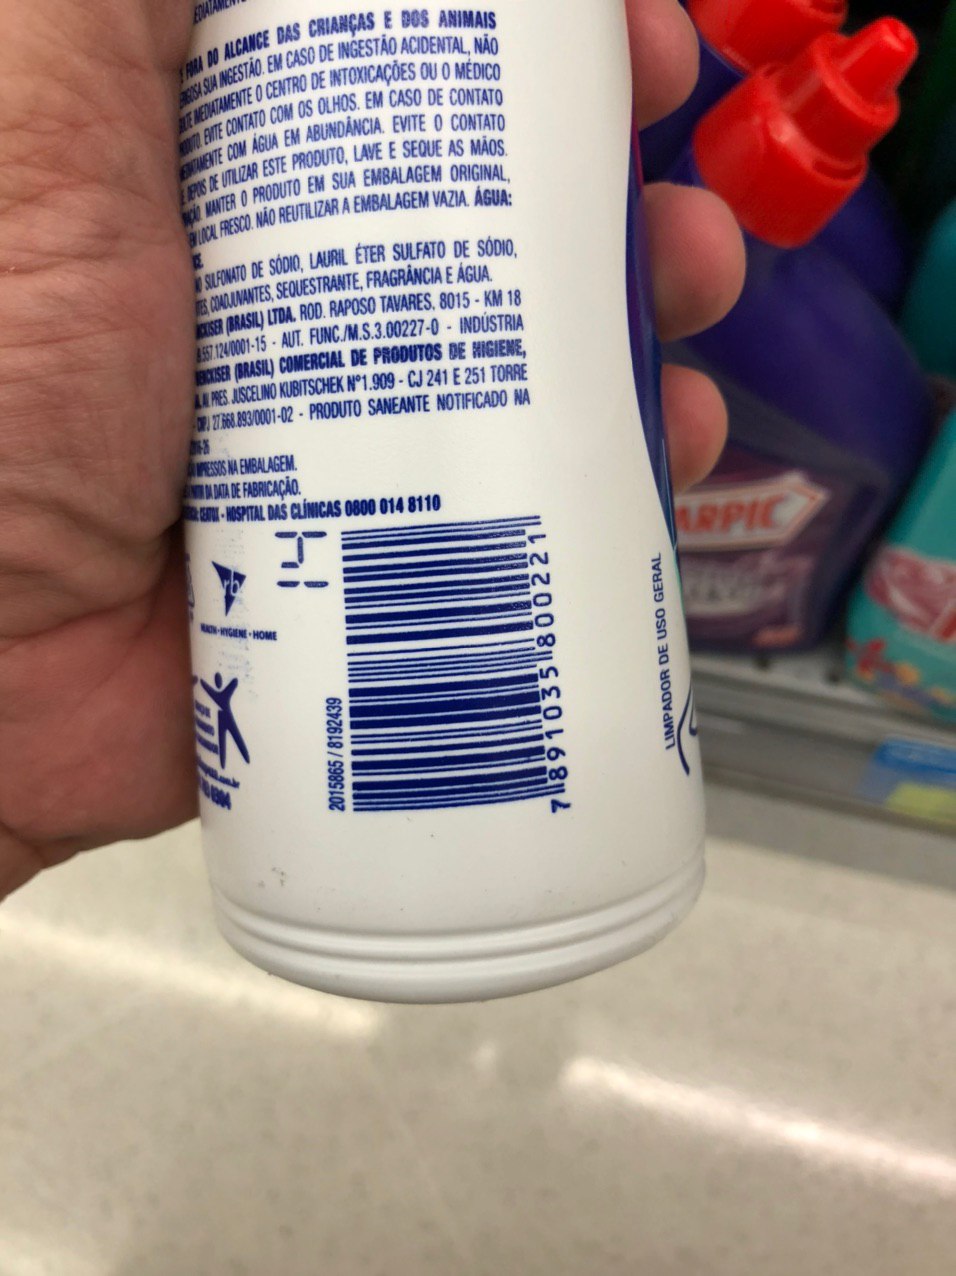 FORA DO ALCANCE DAS CRIANÇAS E DOS ANIMAIS
SUA INGESTÃO. EM CASO DE INGESTÃO ACIDENTAL, NÃO
IMEDIATAMENTE O CENTRO DE INTOXICAÇÕES OU O MÉDICO
EVITE CONTATO COM OS OLHOS. EM CASO DE CONTATO
COM ÁGUA EM ABUNDÂNCIA. EVITE O CONTATO
DEPOIS DE UTILIZAR ESTE PRODUTO, LAVE E SEQUE AS MÃOS.
MANTER O PRODUTO EM SUA EMBALAGEM ORIGINAL,
EM LOCAL FRESCO. NÃO REUTILIZAR A EMBALAGEM VAZIA. ÁGUA:
SULFONATO DE SÓDIO, LAURIL ÉTER SULFATO DE SÓDIO,
COADJUVANTES, SEQUESTRANTE, FRAGRÂNCIA E ÁGUA.
(BRASIL) LTDA. ROD. RAPOSO TAVARES, 8015 - KM 18
.557.124/0001-15 - AUT. FUNC./M.S.3.00227-0 - INDÚSTRIA
(BRASIL) COMERCIAL DE PRODUTOS DE HIGIENE,
AV. PRES. JUSCELINO KUBITSCHEK Nº1.909 - CJ 241 E 251 TORRE
27.668.893/0001-02 - PRODUTO SANEANTE NOTIFICADO NA
IMPRESSOS NA EMBALAGEM.
DA DATA DE FABRICAÇÃO.
CEATOX - HOSPITAL DAS CLÍNICAS 0800 014 8110
rb
HEALTH • HYGIENE • HOME
2015865 / 8192439
7 891035 800221
LIMPADOR DE USO GERAL
ARPIC